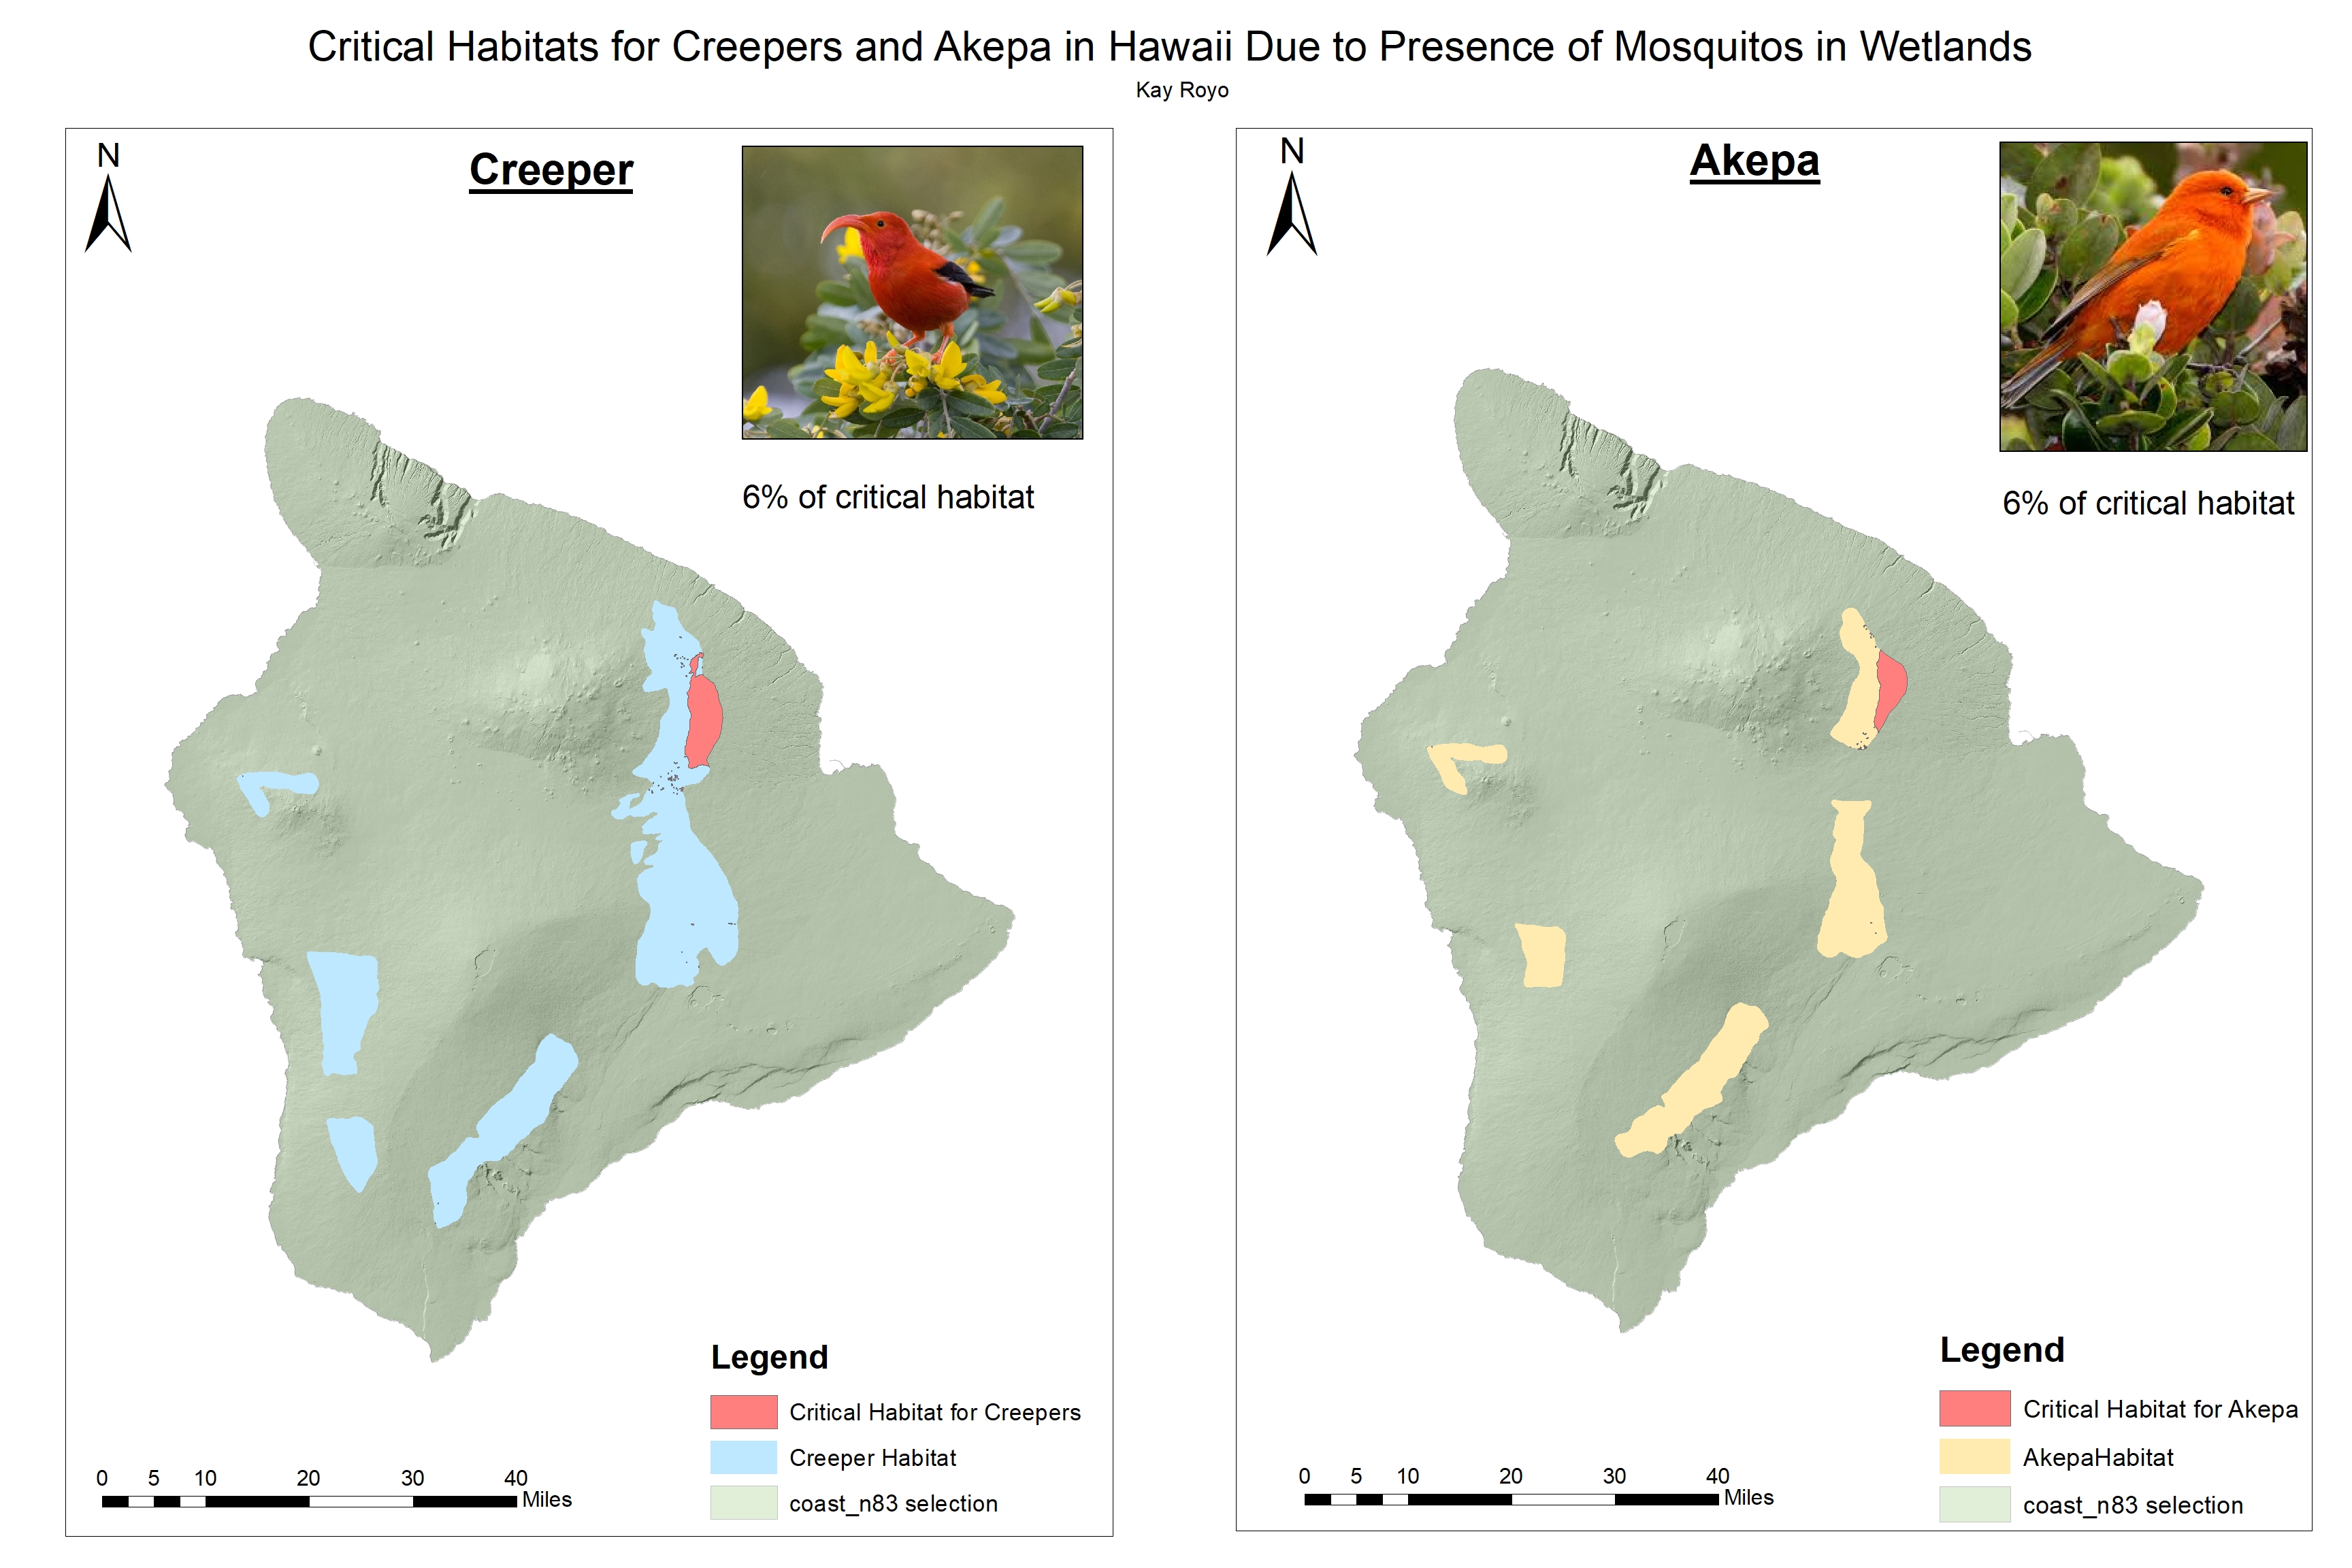 Critical Habitats for Creepers and Akepa in Hawaii Due to Presence of Mosquitos in Wetlands
Kay Royo
N
Creeper
6% of critical habitat
Legend
Critical Habitat for Creepers
Creeper Habitat
coast_n83 selection
0 5 10 20 30 40
Miles
N
Akepa
6% of critical habitat
Legend
Critical Habitat for Akepa
AkepaHabitat
coast_n83 selection
0 5 10 20 30 40
Miles